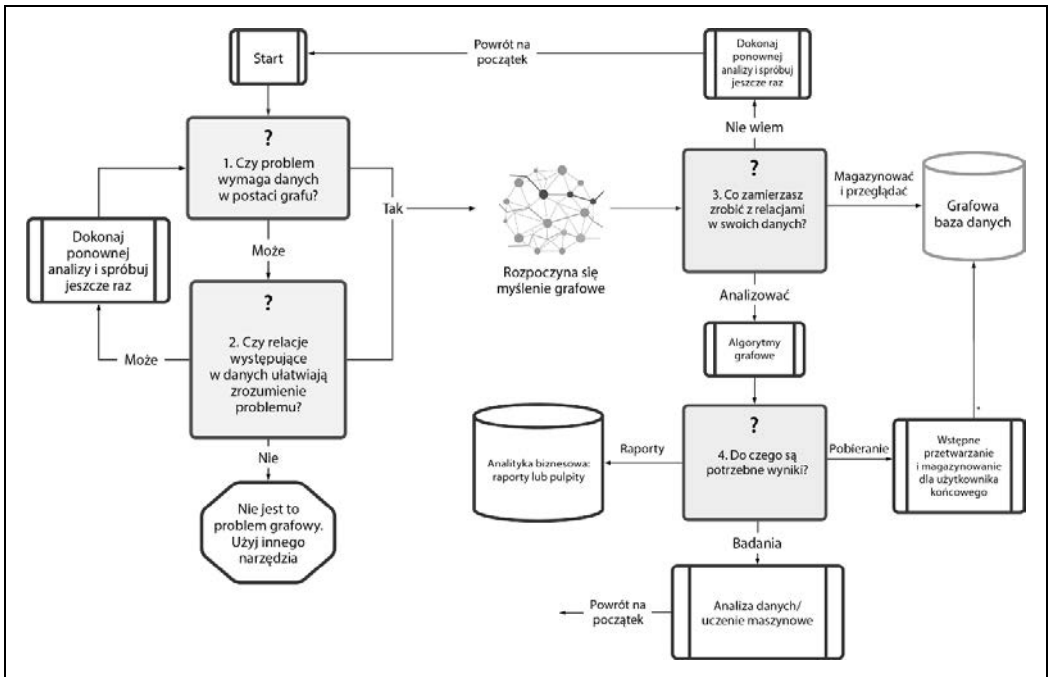 Start
Powrót na
początek
Dokonaj
ponownej
analizy i spróbuj
jeszcze raz
Nie wiem
?
1. Czy problem
wymaga danych
w postaci grafu?
Tak
Rozpoczyna się
myślenie grafowe
?
3. Co zamierzasz
zrobić z relacjami
w swoich danych?
Magazynować
i przeglądać
Grafowa
baza danych
Dokonaj
ponownej
analizy i spróbuj
jeszcze raz
Może
Analizować
?
2. Czy relacje
występujące
w danych ułatwiają
zrozumienie
problemu?
Może
Algorytmy
grafowe
Nie
Nie jest to
problem grafowy.
Użyj innego
narzędzia
Analityka biznesowa:
raporty lub pulpity
Raporty
?
4. Do czego są
potrzebne wyniki?
Pobieranie
Wstępne
przetwarzanie
i magazynowanie
dla użytkownika
końcowego
Badania
Powrót na
początek
Analiza danych/
uczenie maszynowe